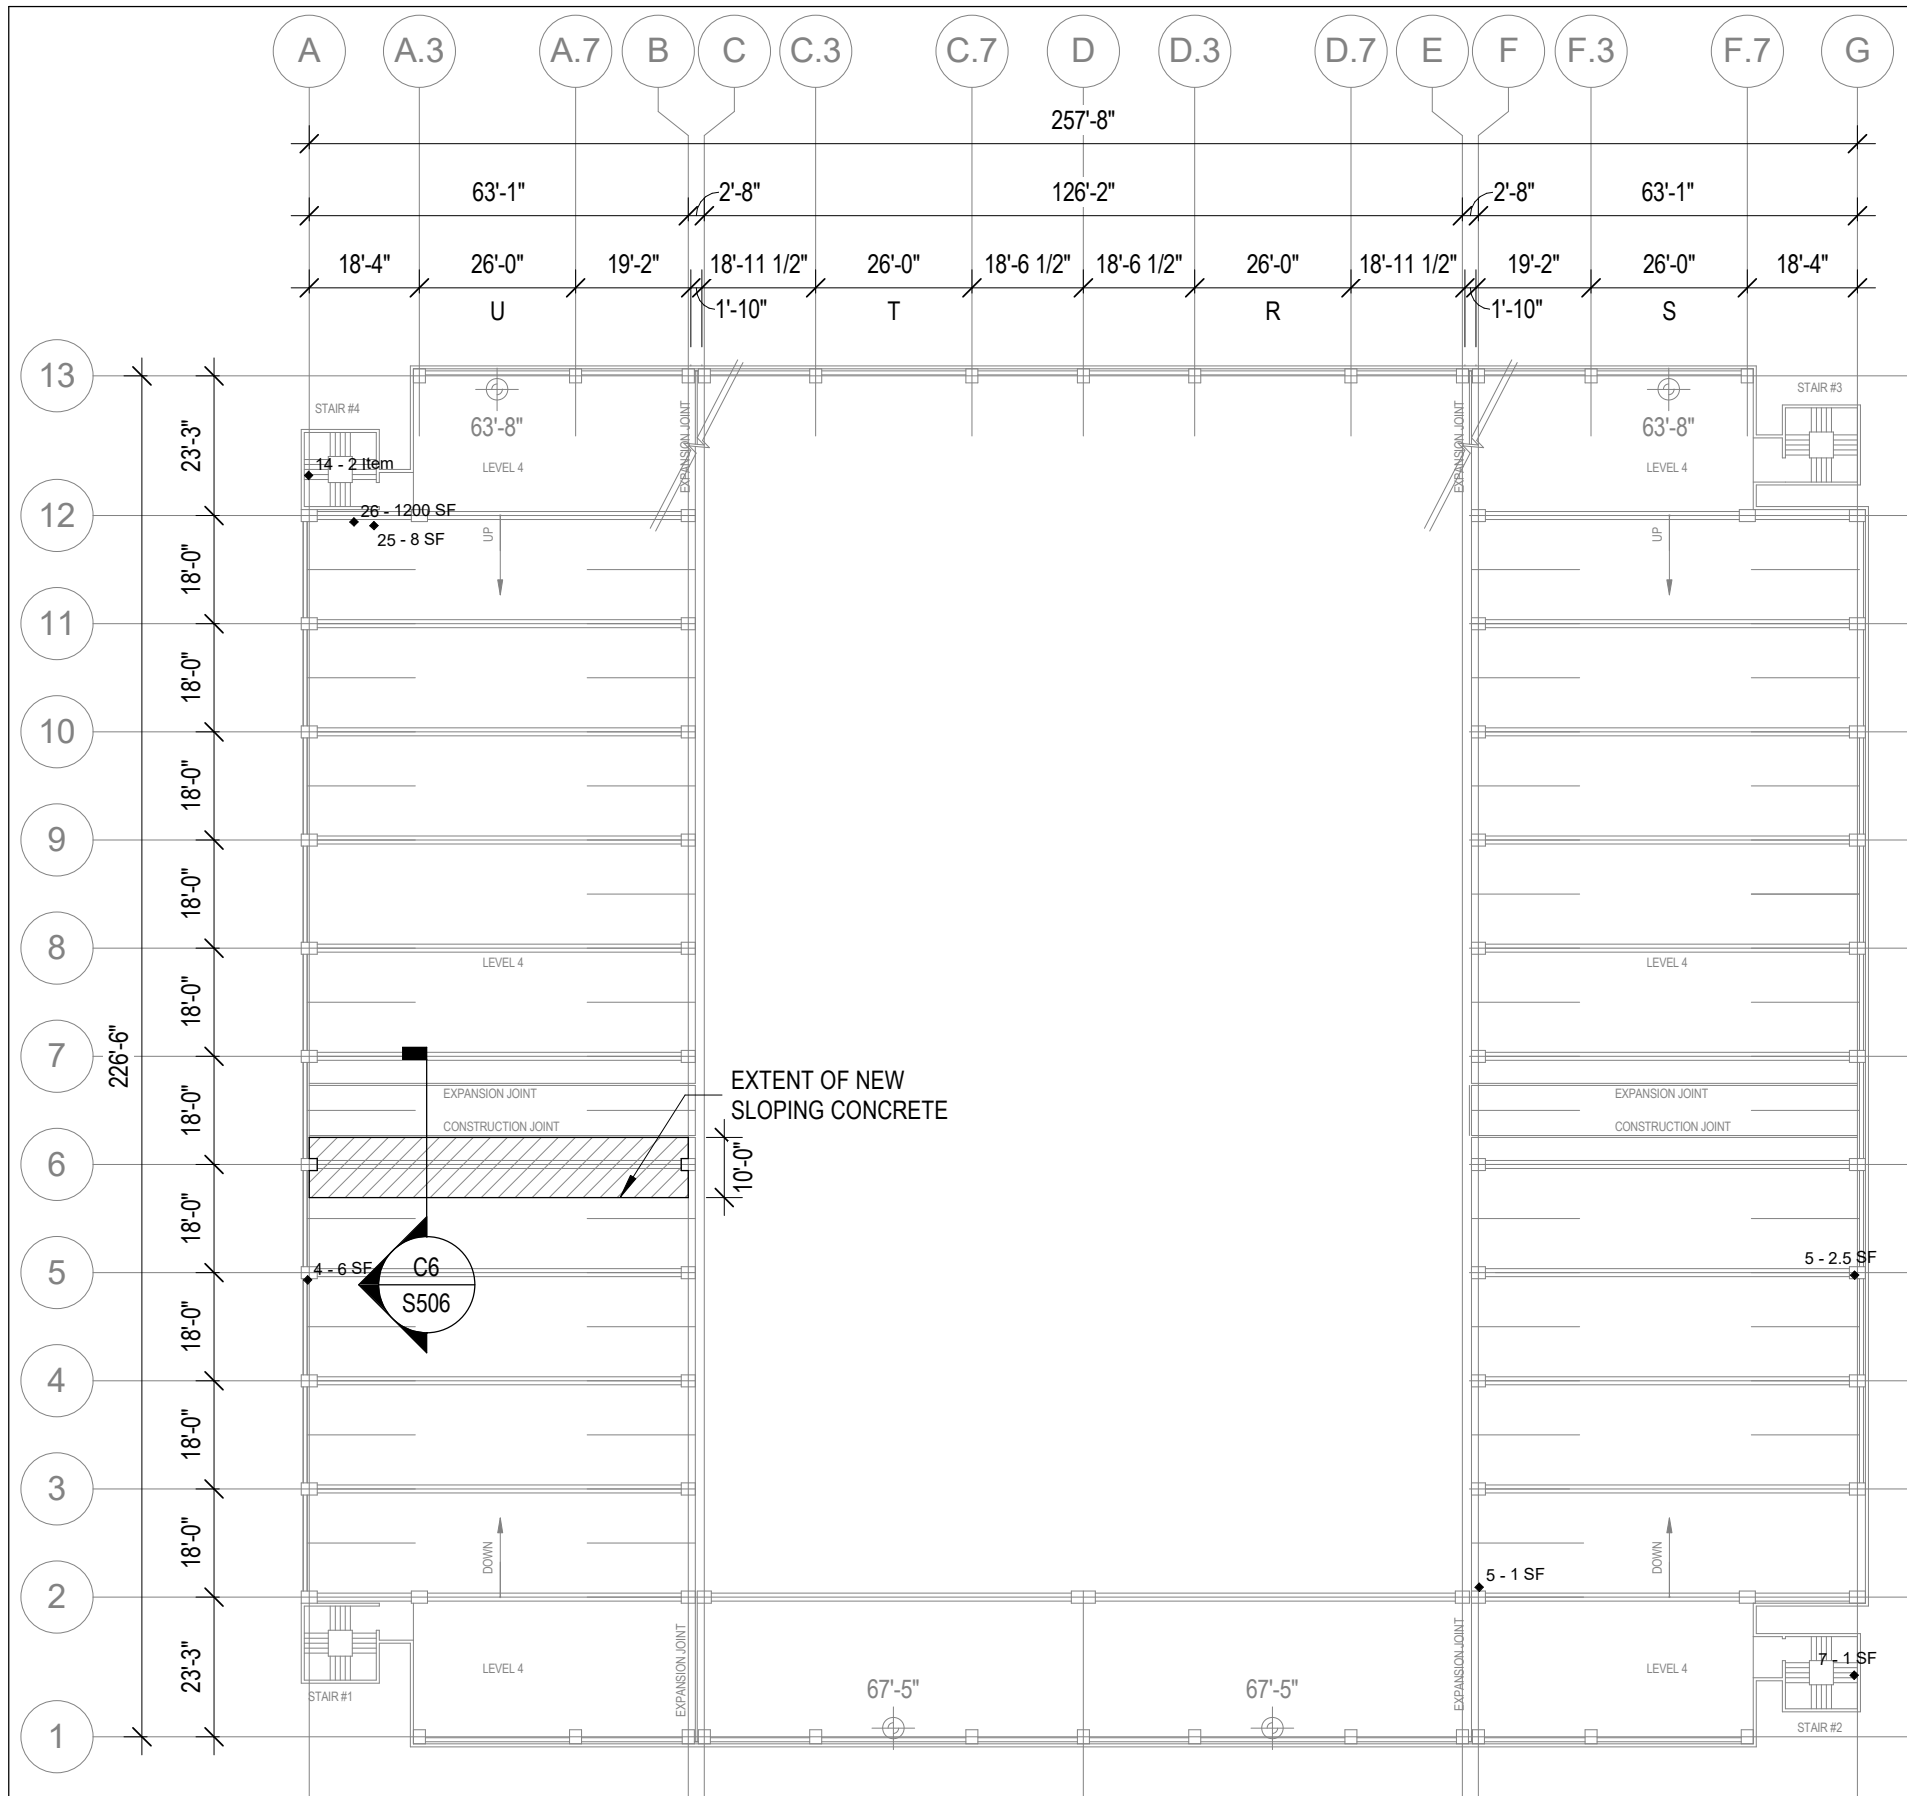 A A.3 A.7 B C C.3 C.7 D D.3 D.7 E F F.3 F.7 G
257'-8"
63'-1" 2'-8" 126'-2" 2'-8" 63'-1"
18'-4" 26'-0" 19'-2" 18'-11 1/2" 26'-0" 18'-6 1/2" 18'-6 1/2" 26'-0" 18'-11 1/2" 19'-2" 26'-0" 18'-4"
U 1'-10" T R 1'-10" S
13
STAIR #4
STAIR #3
63'-8"
63'-8"
EXPANSION JOINT
EXPANSION JOINT
23'-3"
14 - 2 Item
LEVEL 4
LEVEL 4
12
26 - 1200 SF
25 - 8 SF
UP
UP
18'-0"
11
18'-0"
10
18'-0"
9
18'-0"
8
LEVEL 4
LEVEL 4
18'-0"
7
226'-6"
EXTENT OF NEW
SLOPING CONCRETE
EXPANSION JOINT
EXPANSION JOINT
18'-0"
CONSTRUCTION JOINT
CONSTRUCTION JOINT
6
10'-0"
18'-0"
5
4 - 6 SF
C6
S506
5 - 2.5 SF
18'-0"
4
18'-0"
3
18'-0"
DOWN
DOWN
5 - 1 SF
2
23'-3"
EXPANSION JOINT
EXPANSION JOINT
LEVEL 4
LEVEL 4
7 - 1 SF
STAIR #1
67'-5"
67'-5"
STAIR #2
1